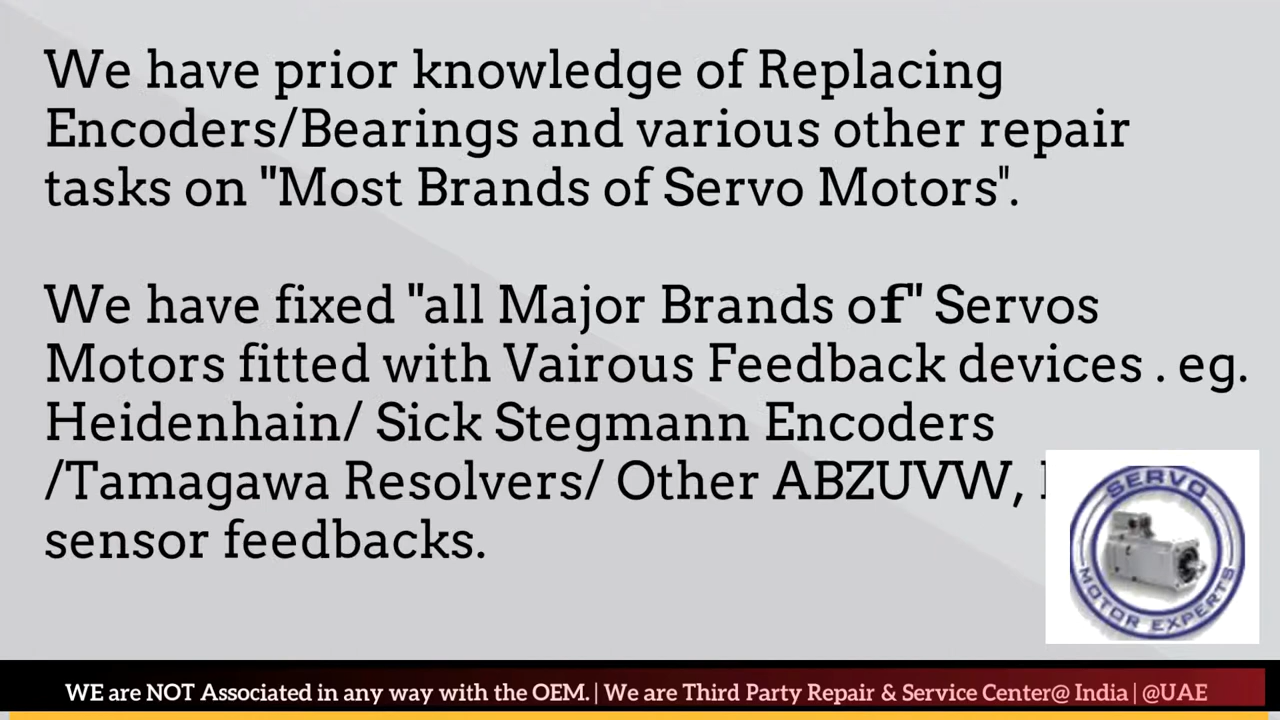 We have prior knowledge of Replacing
Encoders/Bearings and various other repair
tasks on "Most Brands of Servo Motors".
We have fixed "all Major Brands of" Servos
Motors fitted with Vairous Feedback devices . eg.
Heidenhain/ Sick Stegmann Encoders
/Tamagawa Resolvers/ Other ABZUVW,
sensor feedbacks.
SERVO
MOTOR EXPERTS
WE are NOT Associated in any way with the OEM. | We are Third Party Repair & Service Center@ India | @UAE